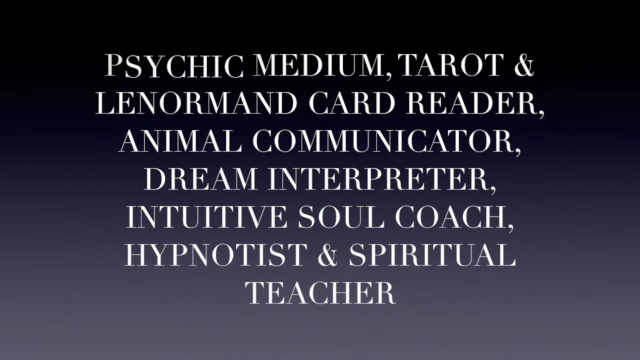 PSYCHIC MEDIUM, TAROT &
LENORMAND CARD READER,
ANIMAL COMMUNICATOR,
DREAM INTERPRETER,
INTUITIVE SOUL COACH,
HYPNOTIST & SPIRITUAL
TEACHER